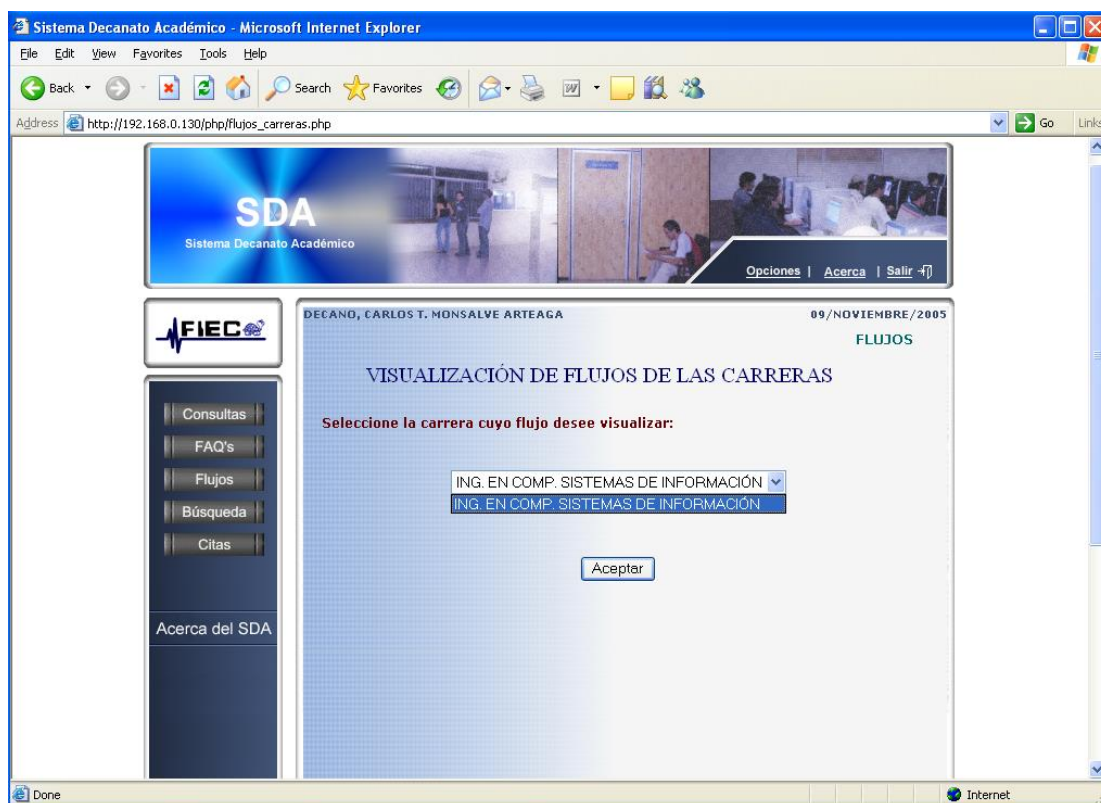 Sistema Decanato Académico - Microsoft Internet Explorer
File Edit View Favorites Tools Help
Back Search Favorites
Address http://192.168.0.130/php/flujos_carreras.php Go Links
SDA
Sistema Decanato Académico
Opciones | Acerca | Salir
FIEC
DECANO, CARLOS T. MONSALVE ARTEAGA 09/NOVIEMBRE/2005
FLUJOS
VISUALIZACIÓN DE FLUJOS DE LAS CARRERAS
Seleccione la carrera cuyo flujo desee visualizar:
ING. EN COMP. SISTEMAS DE INFORMACIÓN
ING. EN COMP. SISTEMAS DE INFORMACIÓN
Aceptar
Consultas
FAQ's
Flujos
Búsqueda
Citas
Acerca del SDA
Done Internet